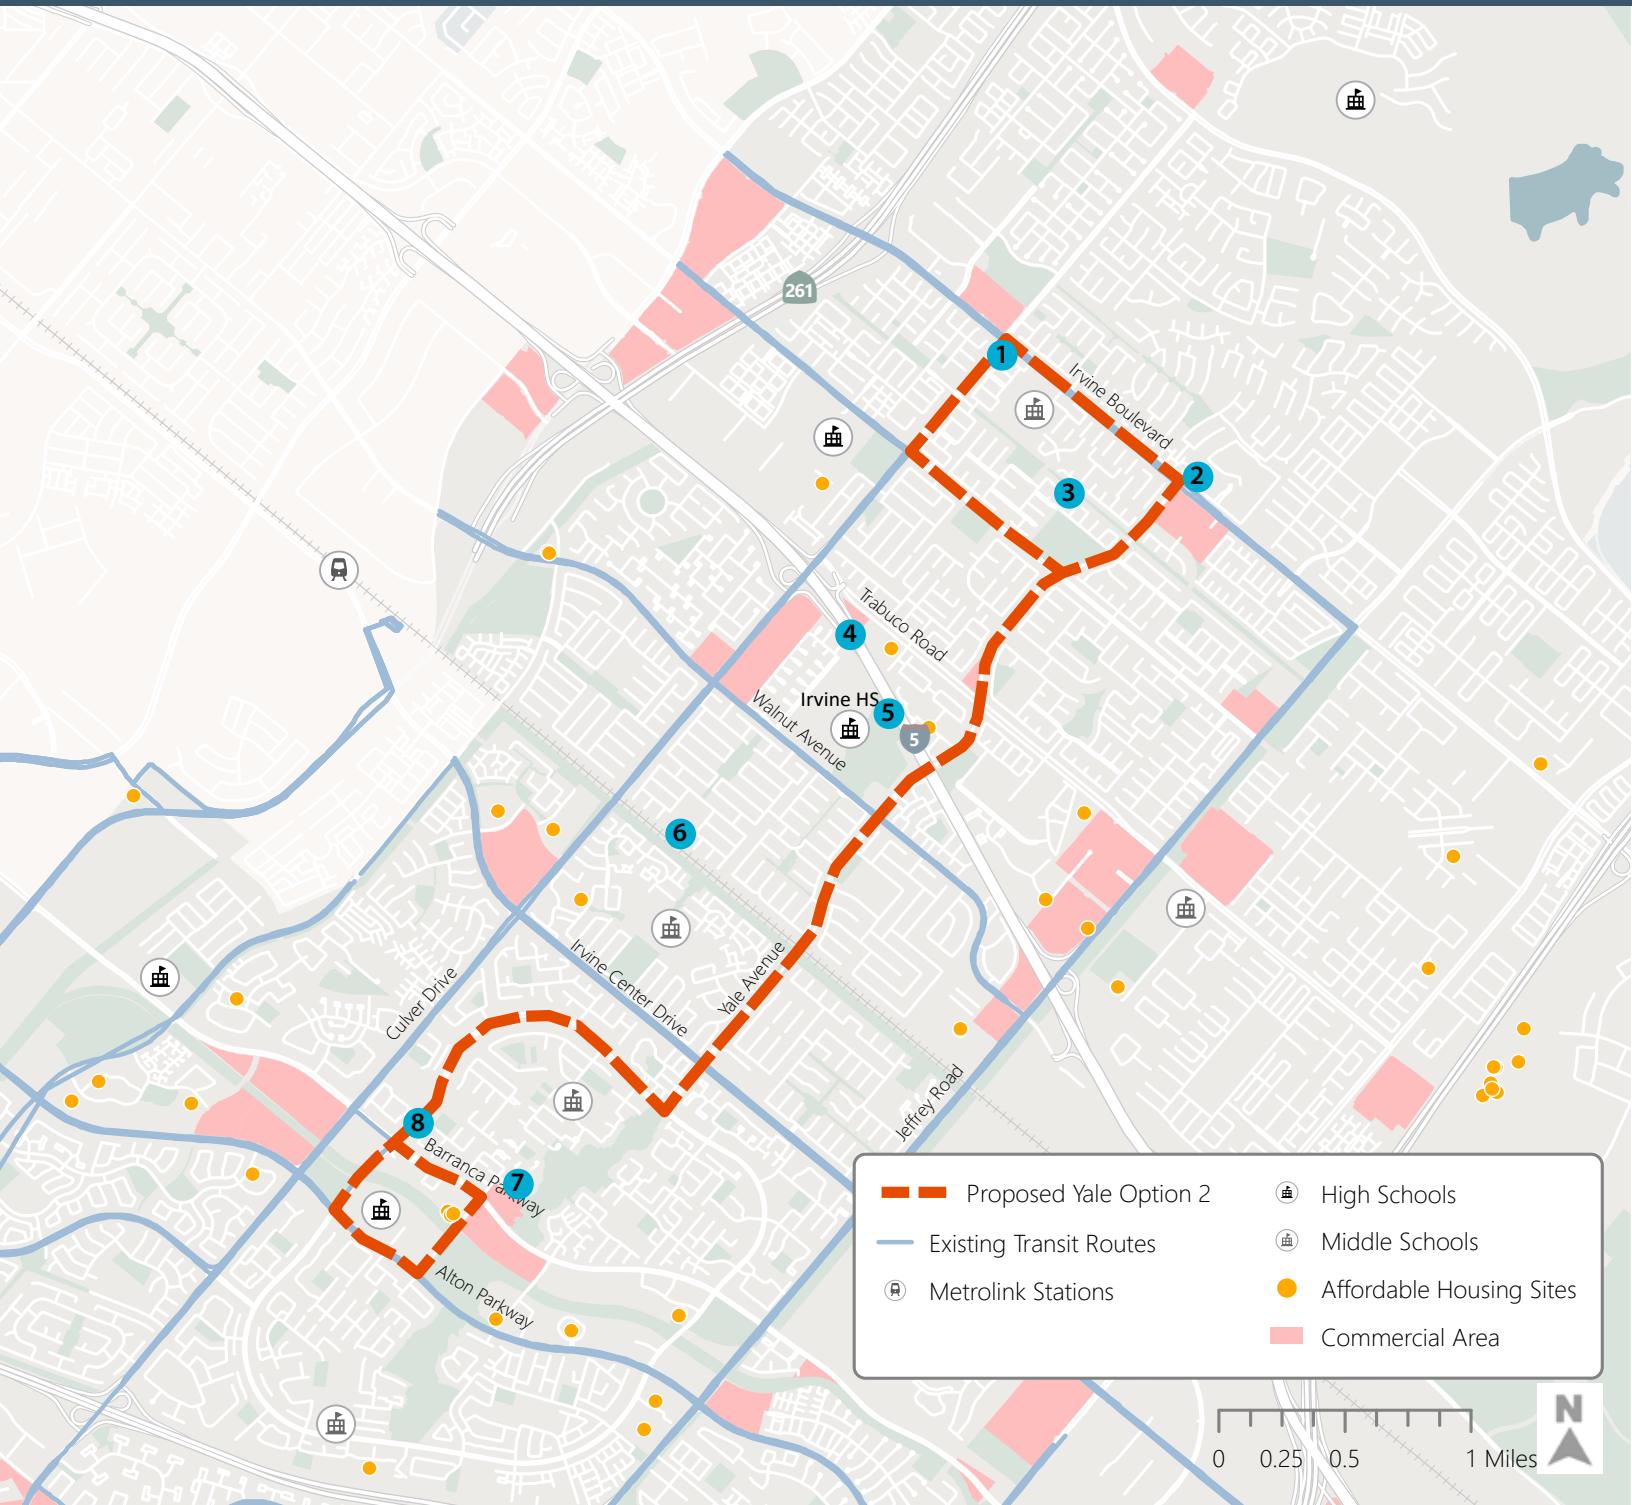 261
1
Irvine Boulevard
2
3
Trabuco Road
4
Irvine HS
5
5
Walnut Avenue
6
Irvine Center Drive
Yale Avenue
Culver Drive
Jeffrey Road
8
Barranca Parkway
7
Alton Parkway
Proposed Yale Option 2
Existing Transit Routes
Metrolink Stations
High Schools
Middle Schools
Affordable Housing Sites
Commercial Area
N
0 0.25 0.5 1 Miles